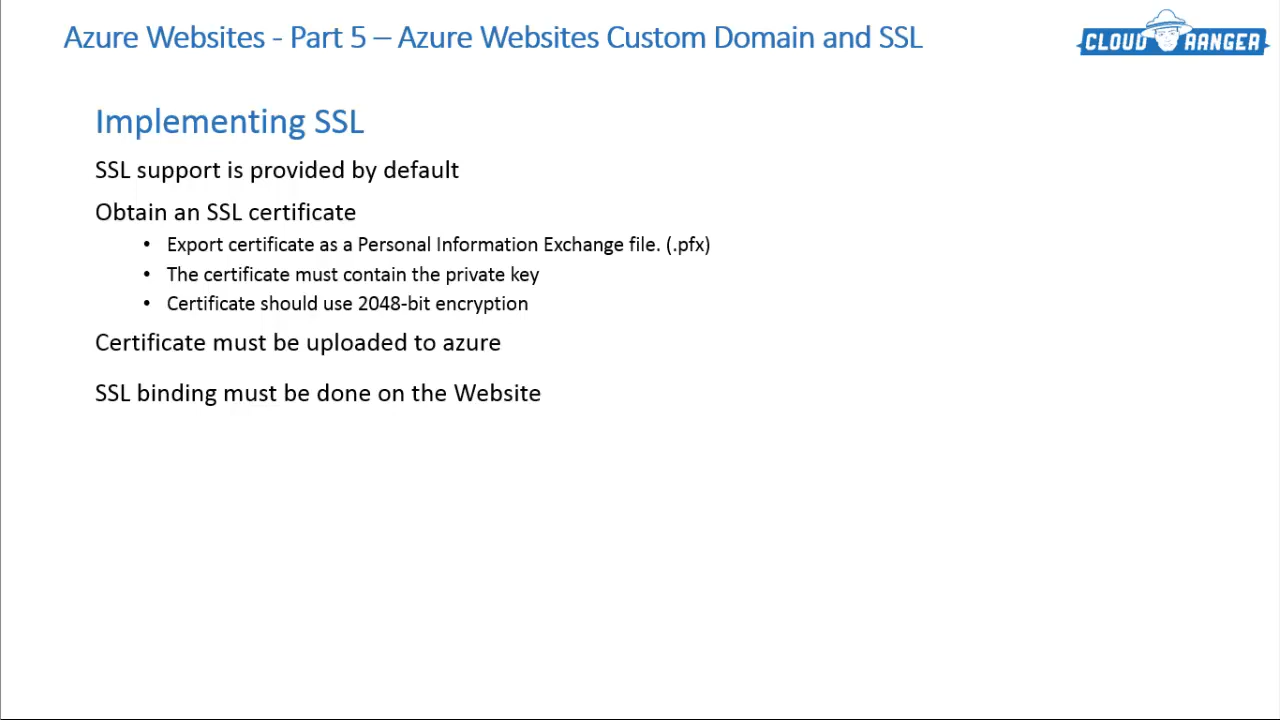 Azure Websites - Part 5 – Azure Websites Custom Domain and SSL
CLOUD RANGER
Implementing SSL
SSL support is provided by default
Obtain an SSL certificate
• Export certificate as a Personal Information Exchange file. (.pfx)
• The certificate must contain the private key
• Certificate should use 2048-bit encryption
Certificate must be uploaded to azure
SSL binding must be done on the Website